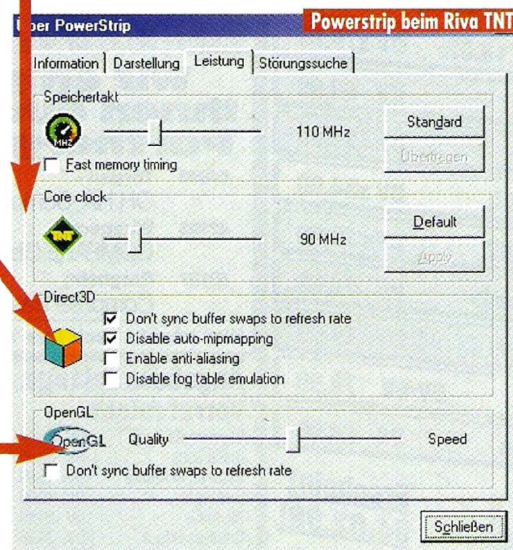 Über PowerStrip
Powerstrip beim Riva TNT
Information Darstellung Leistung Störungssuche
Speichertakt
MHz
110 MHz
Standard
Übertragen
Fast memory timing
Core clock
TNT
90 MHz
Default
Apply
Direct3D
Don't sync buffer swaps to refresh rate
Disable auto-mipmapping
Enable anti-aliasing
Disable fog table emulation
OpenGL
OpenGL Quality Speed
Don't sync buffer swaps to refresh rate
Schließen